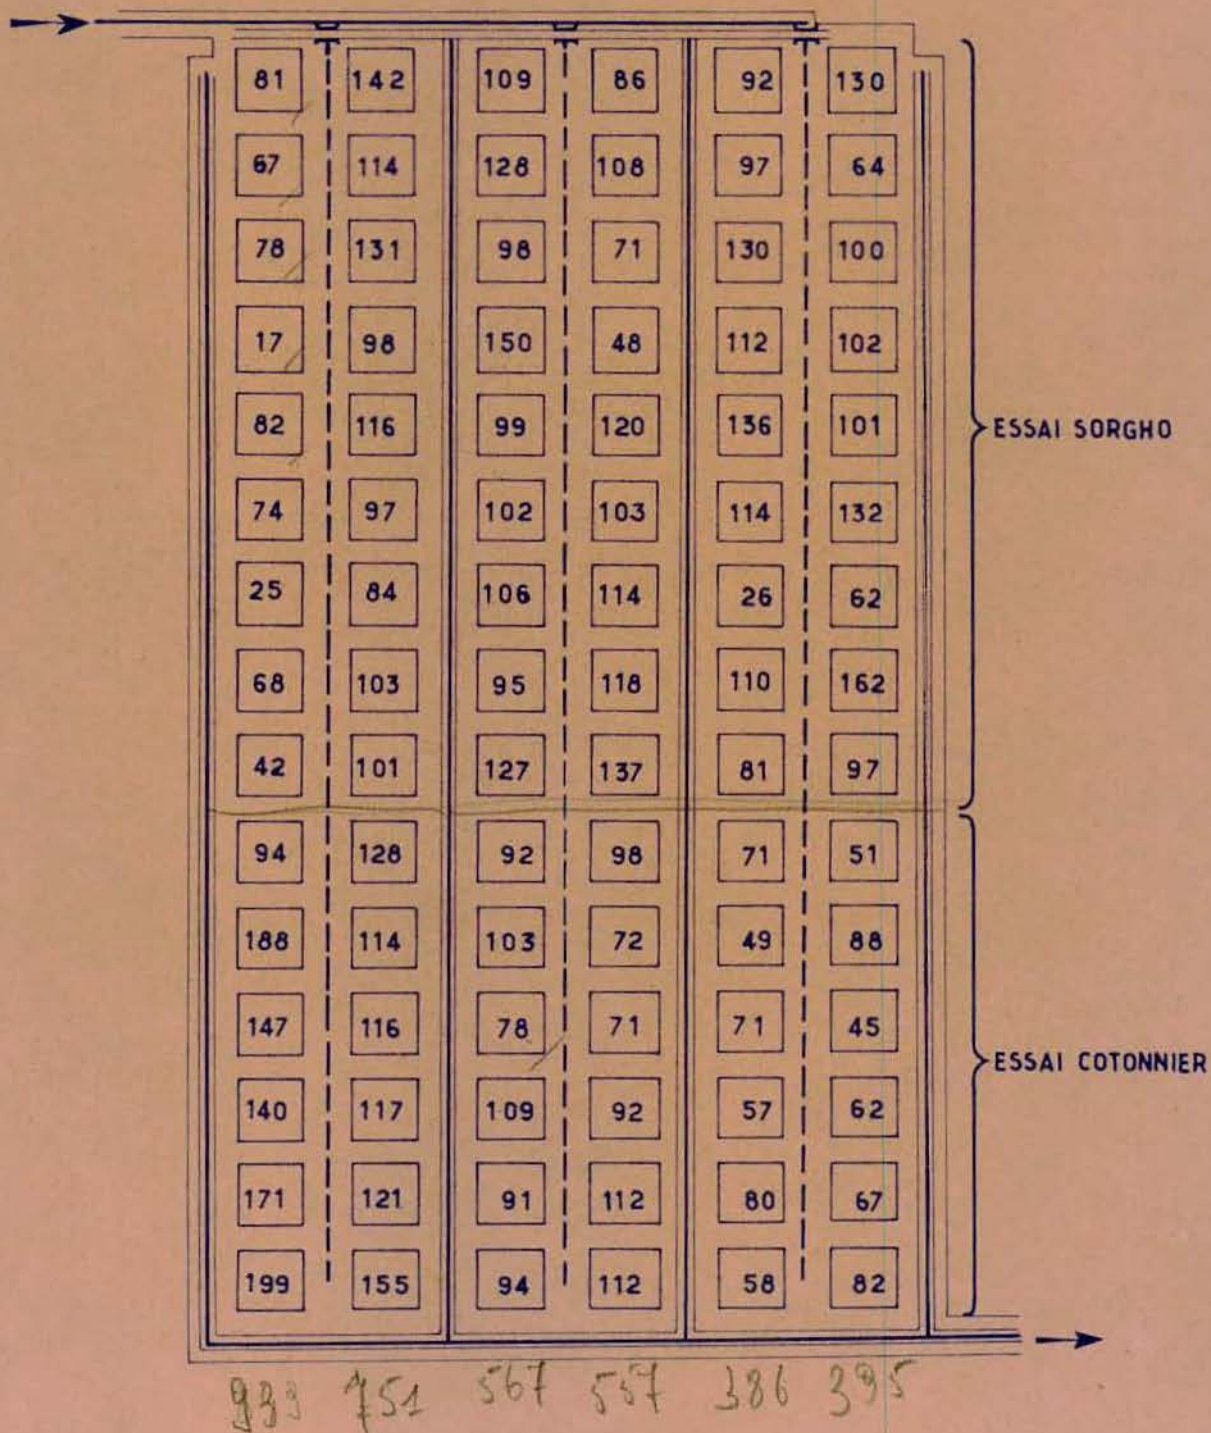 81 142 109 86 92 130
67 114 128 108 97 64
78 131 98 71 130 100
17 98 150 48 112 102
82 116 99 120 136 101
ESSAI SORGHO
74 97 102 103 114 132
25 84 106 114 26 62
68 103 95 118 110 162
42 101 127 137 81 97
94 128 92 98 71 51
188 114 103 72 49 88
147 116 78 71 71 45
ESSAI COTONNIER
140 117 109 92 57 62
171 121 91 112 80 67
199 155 94 112 58 82
939 751 567 557 386 395